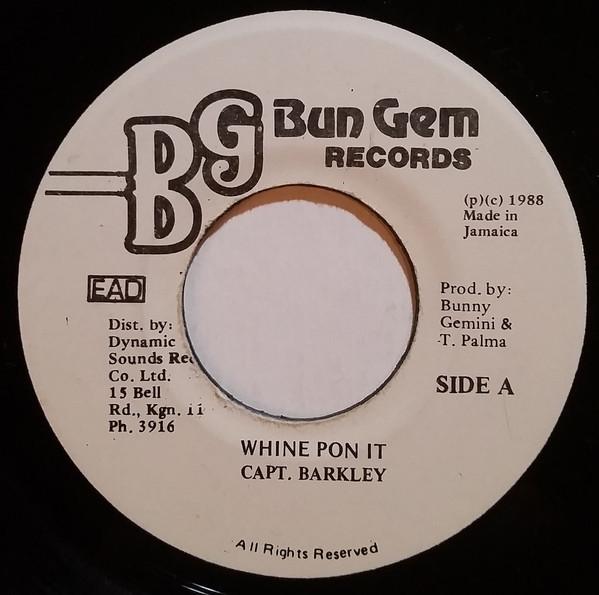 BG
Bun Gem
RECORDS
(p)(c) 1988
Made in
Jamaica
EAD
Dist. by:
Dynamic
Sounds Rec
Co. Ltd.
15 Bell
Rd., Kgn. 11
Ph. 3916
Prod. by:
Bunny
Gemini &
T. Palma
SIDE A
WHINE PON IT
CAPT. BARKLEY
All Rights Reserved